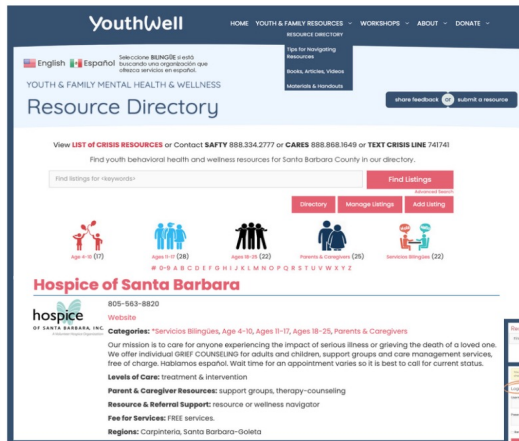 YouthWell
HOME YOUTH & FAMILY RESOURCES WORKSHOPS ABOUT DONATE
RESOURCE DIRECTORY
Tips for Navigating
Resources
Books, Articles, Videos
Materials & Handouts
English Español
Seleccione BILINGÜE si está
buscando una organización que
ofrezca servicios en español.
YOUTH & FAMILY MENTAL HEALTH & WELLNESS
Resource Directory
share feedback or submit a resource
View LIST of CRISIS RESOURCES or Contact SAFTY 888.334.2777 or CARES 888.868.1649 or TEXT CRISIS LINE 741741
Find youth behavioral health and wellness resources for Santa Barbara County in our directory.
Find listings for <keywords>
Find Listings
Advanced Search
Directory Manage Listings Add Listing
Age 4-10 (17) Ages 11-17 (28) Ages 18-25 (22) Parents & Caregivers (25) Servicios Bilingües (22)
# 0-9 A B C D E F G H I J K L M N O P Q R S T U V W X Y Z
Hospice of Santa Barbara
hospice
OF SANTA BARBARA, INC.
805-563-8820
Website
Categories: *Servicios Bilingües, Age 4-10, Ages 11-17, Ages 18-25, Parents & Caregivers
Our mission is to care for anyone experiencing the impact of serious illness or grieving the death of a loved one.
We offer individual GRIEF COUNSELING for adults and children, support groups and care management services,
free of charge. Hablamos español. Wait time for an appointment varies so it is best to call for current status.
Levels of Care: treatment & intervention
Parent & Caregiver Resources: support groups, therapy-counseling
Resource & Referral Support: resource or wellness navigator
Fee for Services: FREE services.
Regions: Carpinteria, Santa Barbara-Goleta